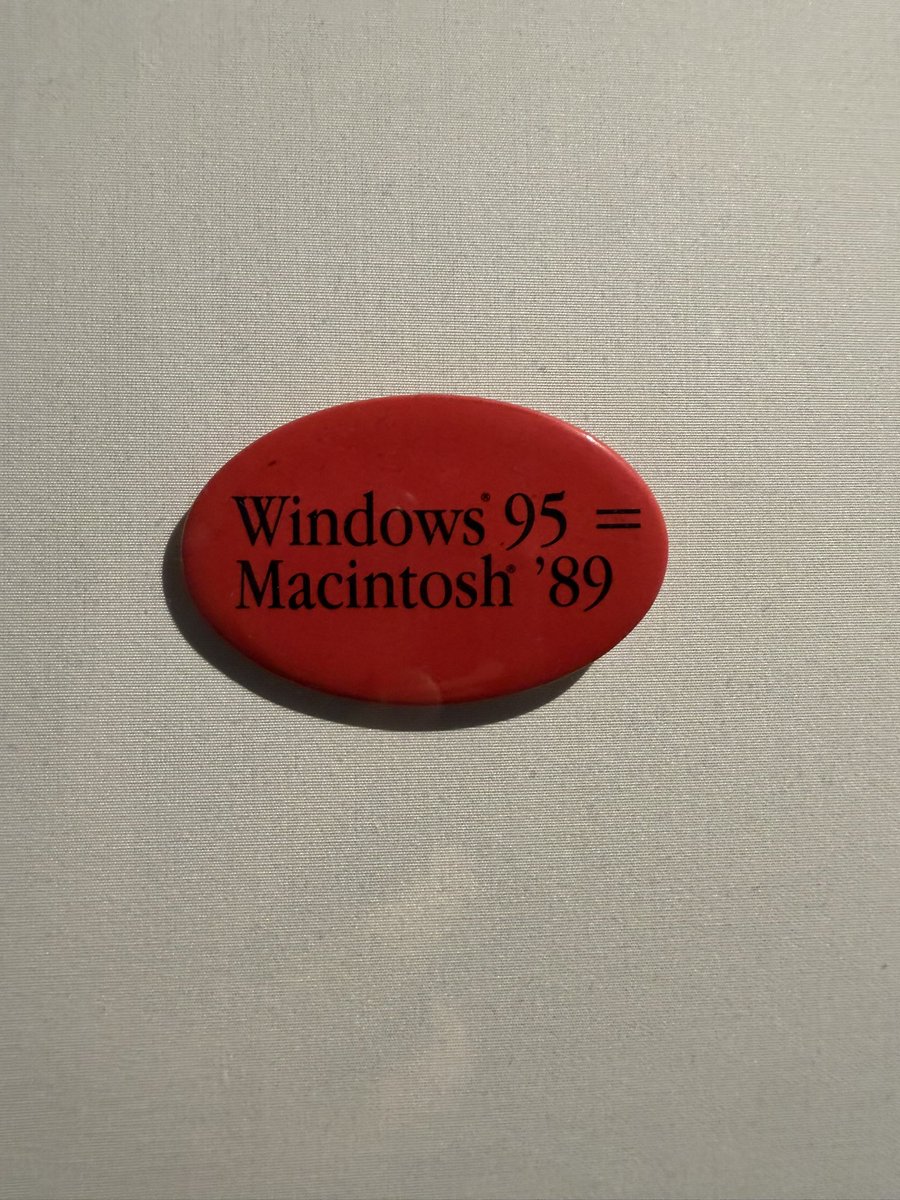 Windows® 95 =
Macintosh® ’89